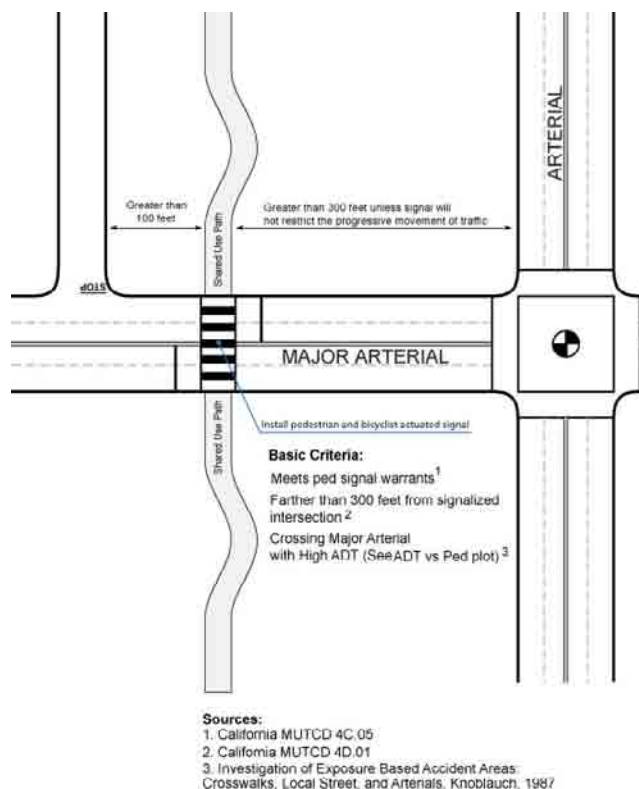 ARTERIAL
Greater than
100 feet
Shared Use Path
Greater than 300 feet unless signal will
not restrict the progressive movement of traffic
STOP
MAJOR ARTERIAL
Install pedestrian and bicyclist actuated signal
Shared Use Path
Basic Criteria:
Meets ped signal warrants1
Farther than 300 feet from signalized
intersection 2
Crossing Major Arterial
with High ADT (SeeADT vs Ped plot) 3
Sources:
1. California MUTCD 4C.05
2. California MUTCD 4D.01
3. Investigation of Exposure Based Accident Areas:
Crosswalks, Local Street, and Arterials, Knoblauch, 1987